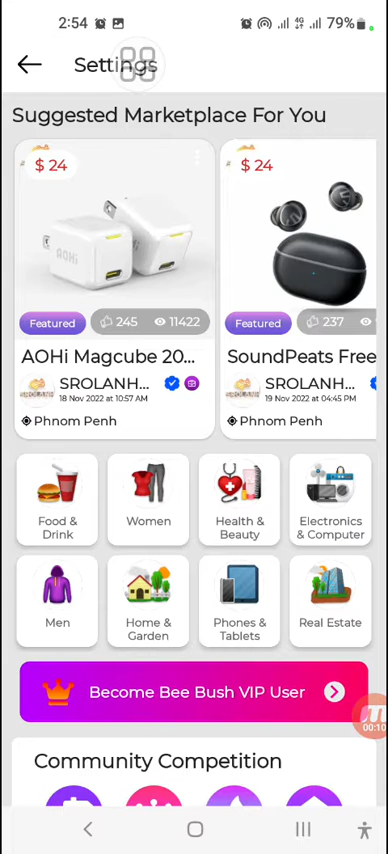 2:54
79%
Settings
Suggested Marketplace For You
$ 24
$ 24
AOHi
Featured
245
11422
Featured
237
AOHi Magcube 20...
SoundPeats Free
SROLANH...
SROLANH...
18 Nov 2022 at 10:57 AM
19 Nov 2022 at 04:45 PM
Phnom Penh
Phnom Penh
Food &
Drink
Women
Health &
Beauty
Electronics
& Computer
Men
Home &
Garden
Phones &
Tablets
Real Estate
Become Bee Bush VIP User
00:10
Community Competition